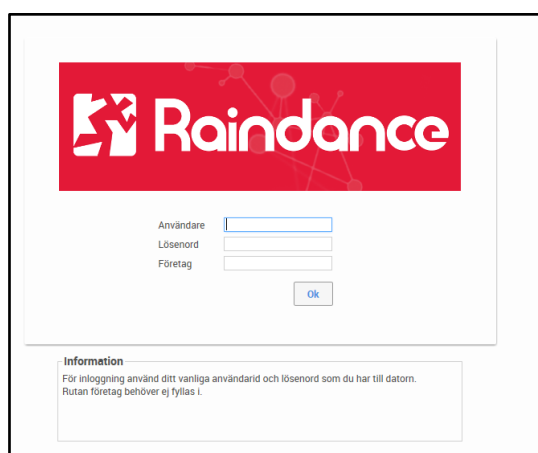 Raindance
Användare
Lösenord
Företag
Ok
Information
För inloggning använd ditt vanliga användarid och lösenord som du har till datorn.
Rutan företag behöver ej fyllas i.